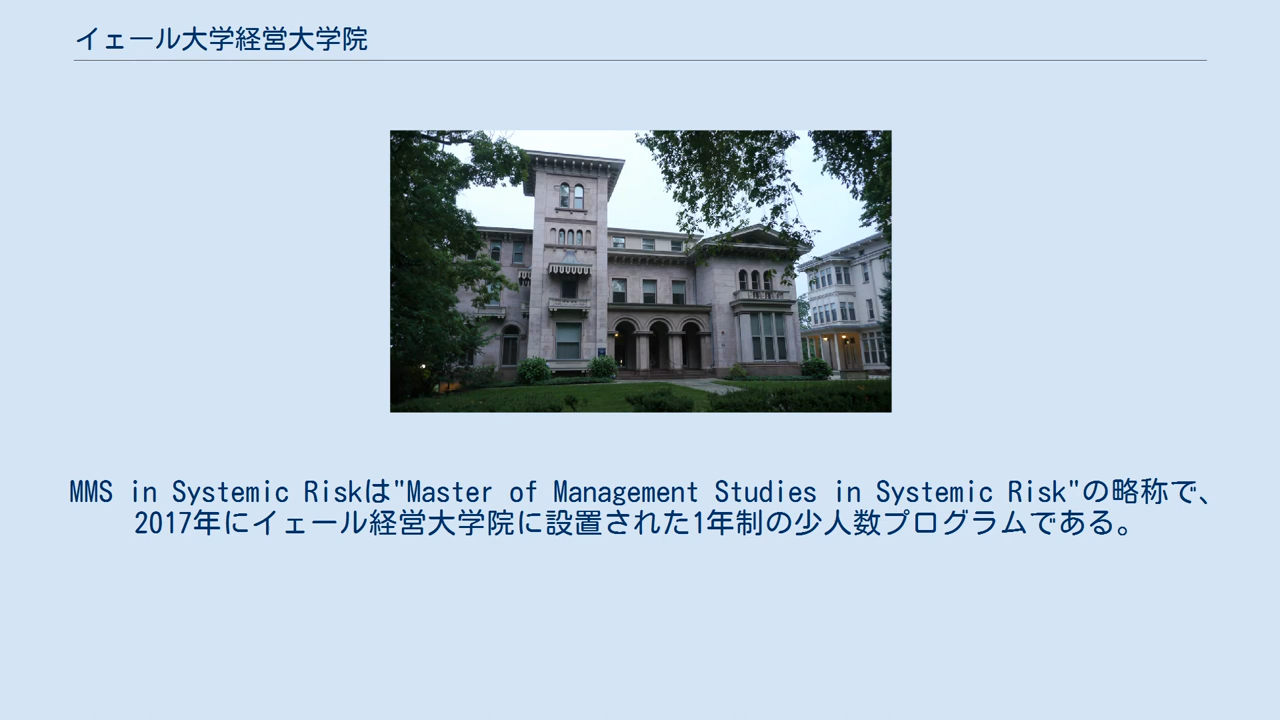 イェール大学経営大学院
MMS in Systemic Riskは"Master of Management Studies in Systemic Risk"の略称で、
2017年にイェール経営大学院に設置された1年制の少人数プログラムである。